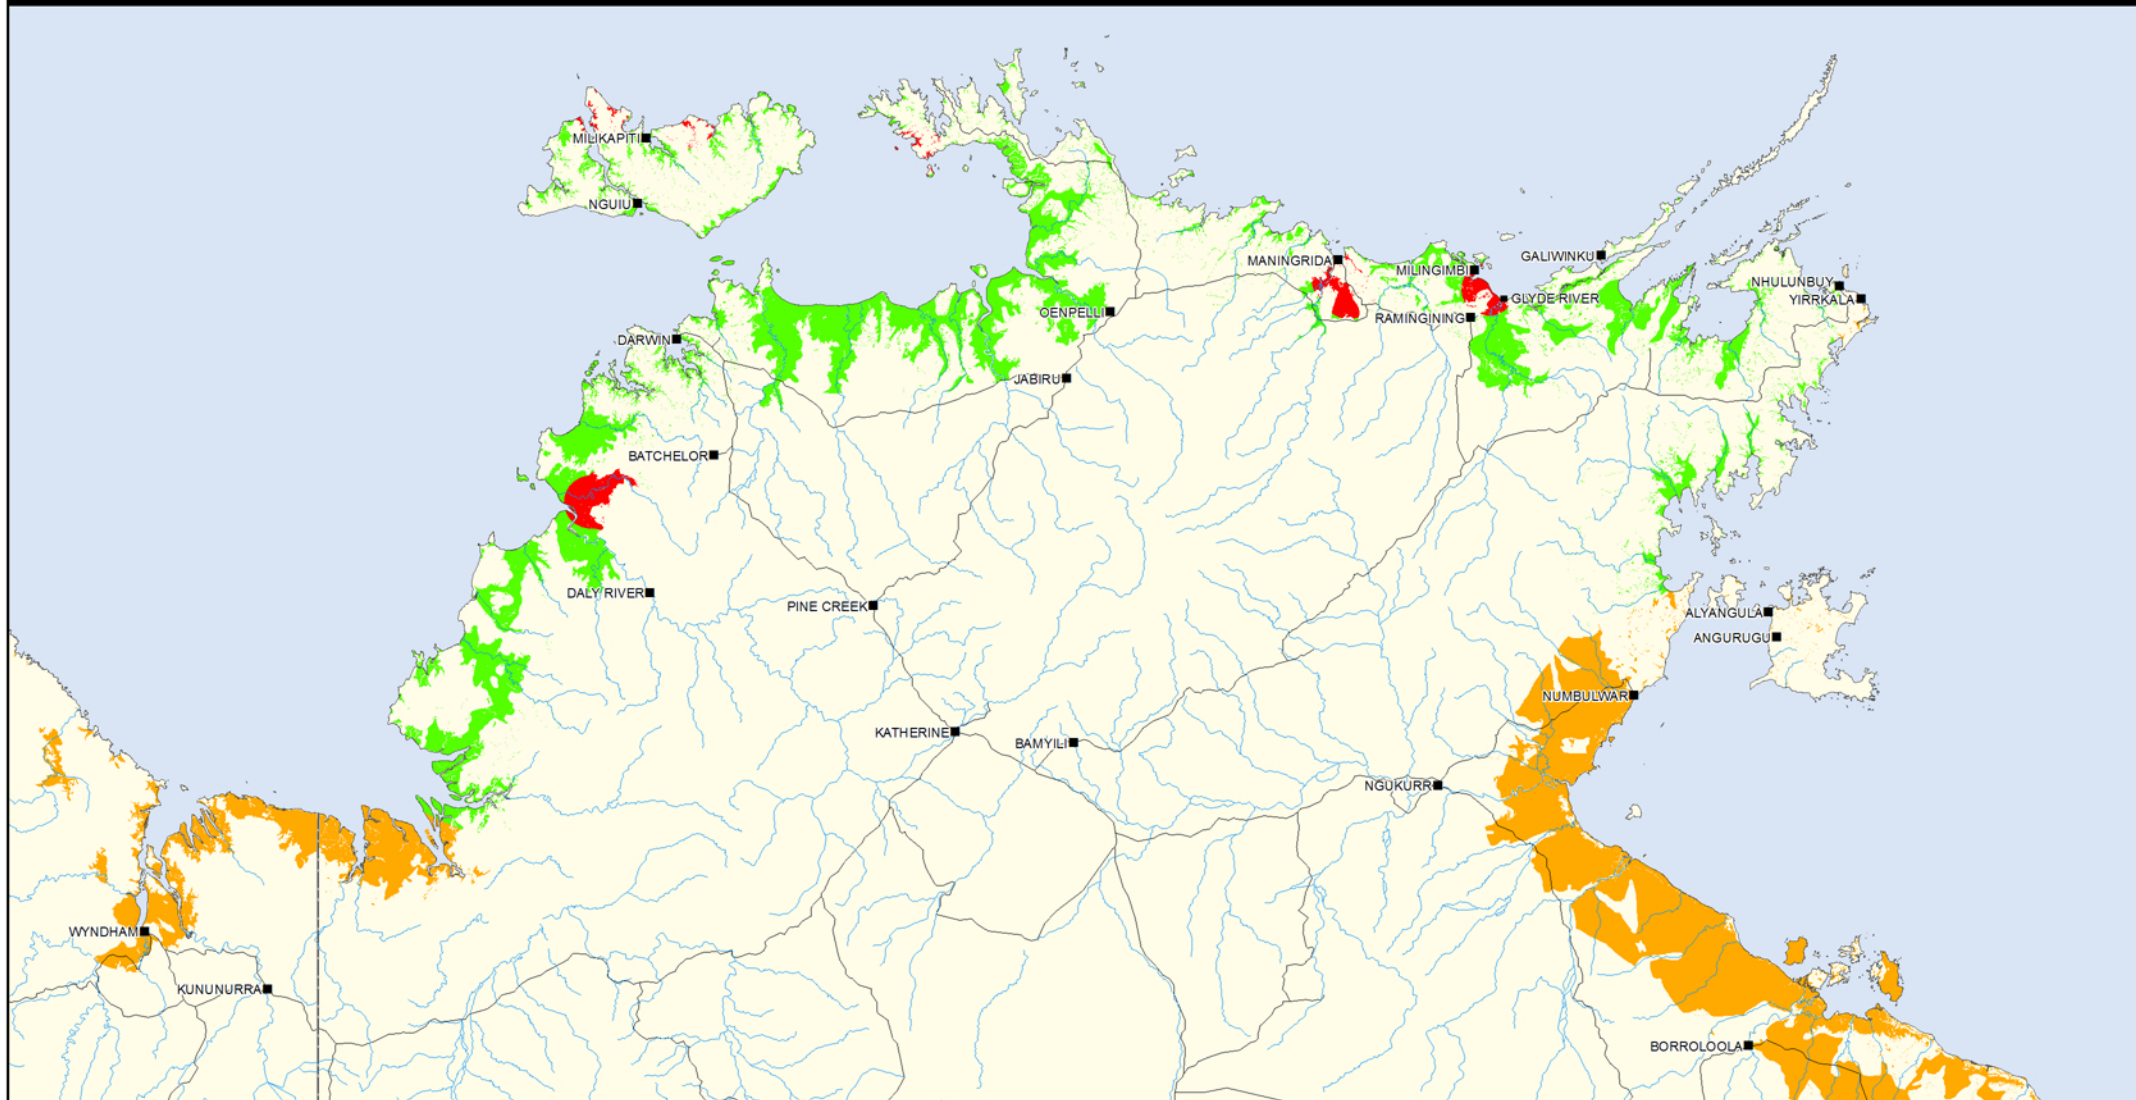 MILIKAPITI
NGUIU
MANINGRIDA
MILINGIMBI
GALIWINKU
NHULUNBUY
YIRRKALA
GLYDE RIVER
OENPELLI
RAMINGINING
DARWIN
JABIRU
BATCHELOR
DALY RIVER
PINE CREEK
ALYANGULA
ANGURUGU
NUMBULWAR
KATHERINE
BAMYILI
NGUKURR
WYNDHAM
KUNUNURRA
BORROLOOLA